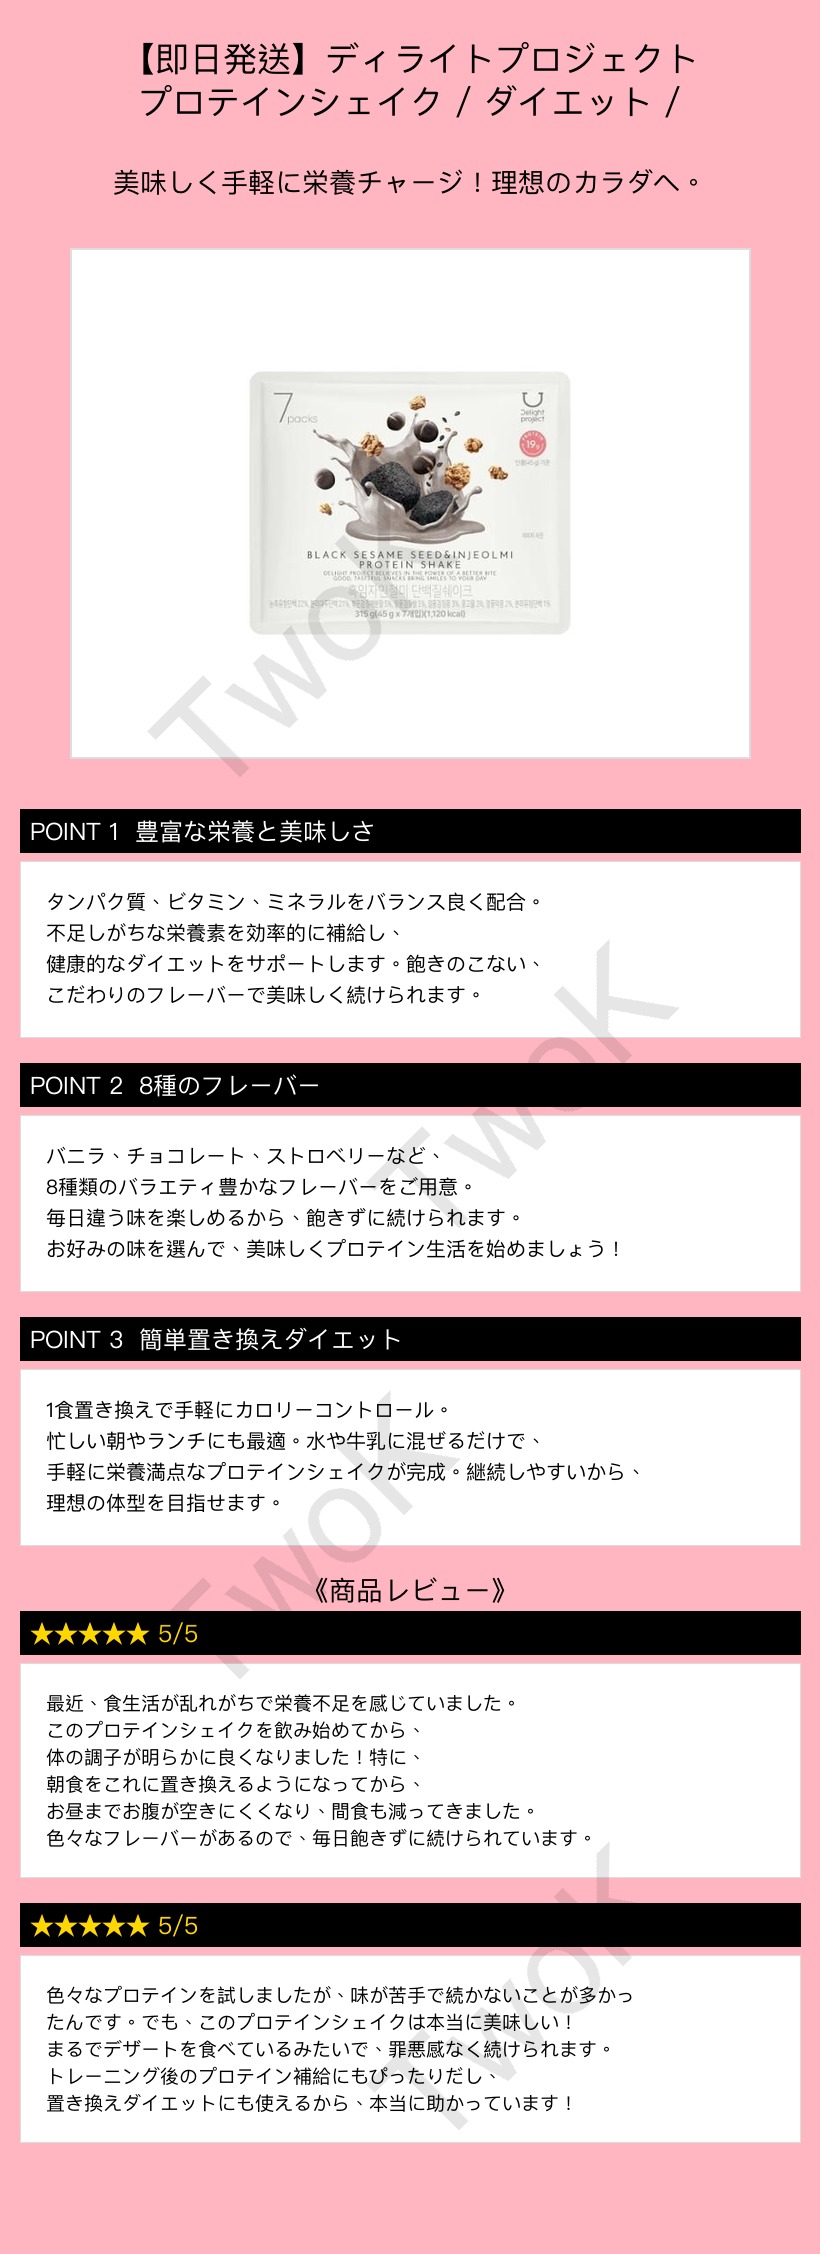 【即日発送】ディライトプロジェクト
プロテインシェイク / ダイエット /
美味しく手軽に栄養チャージ！理想のカラダへ。
7packs
Delight
project
PROTEIN
19g
BLACK SESAME SEED&INJEOLMI
PROTEIN SHAKE
DELIGHT PROJECT BELIEVES IN THE POWER OF A BETTER BITE
GOOD, TASTEFUL SNACKS BRING SMILES TO YOUR DAY
흑임자인절미 단백질쉐이크
315 g(45 g x 7개입)(1,120 kcal)
TwoK
POINT 1 豊富な栄養と美味しさ
タンパク質、ビタミン、ミネラルをバランス良く配合。
不足しがちな栄養素を効率的に補給し、
健康的なダイエットをサポートします。飽きのこない、
こだわりのフレーバーで美味しく続けられます。
TwoK
POINT 2 8種のフレーバー
バニラ、チョコレート、ストロベリーなど、
8種類のバラエティ豊かなフレーバーをご用意。
毎日違う味を楽しめるから、飽きずに続けられます。
お好みの味を選んで、美味しくプロテイン生活を始めましょう！
POINT 3 簡単置き換えダイエット
1食置き換えで手軽にカロリーコントロール。
忙しい朝やランチにも最適。水や牛乳に混ぜるだけで、
手軽に栄養満点なプロテインシェイクが完成。継続しやすいから、
理想の体型を目指せます。
TwoK
《商品レビュー》
★★★★★ 5/5
最近、食生活が乱れがちで栄養不足を感じていました。
このプロテインシェイクを飲み始めてから、
体の調子が明らかに良くなりました！特に、
朝食をこれに置き換えるようになってから、
お昼までお腹が空きにくくなり、間食も減ってきました。
色々なフレーバーがあるので、毎日飽きずに続けられています。
★★★★★ 5/5
色々なプロテインを試しましたが、味が苦手で続かないことが多かっ
たんです。でも、このプロテインシェイクは本当に美味しい！
まるでデザートを食べているみたいで、罪悪感なく続けられます。
トレーニング後のプロテイン補給にもぴったりだし、
置き換えダイエットにも使えるから、本当に助かっています！
TwoK